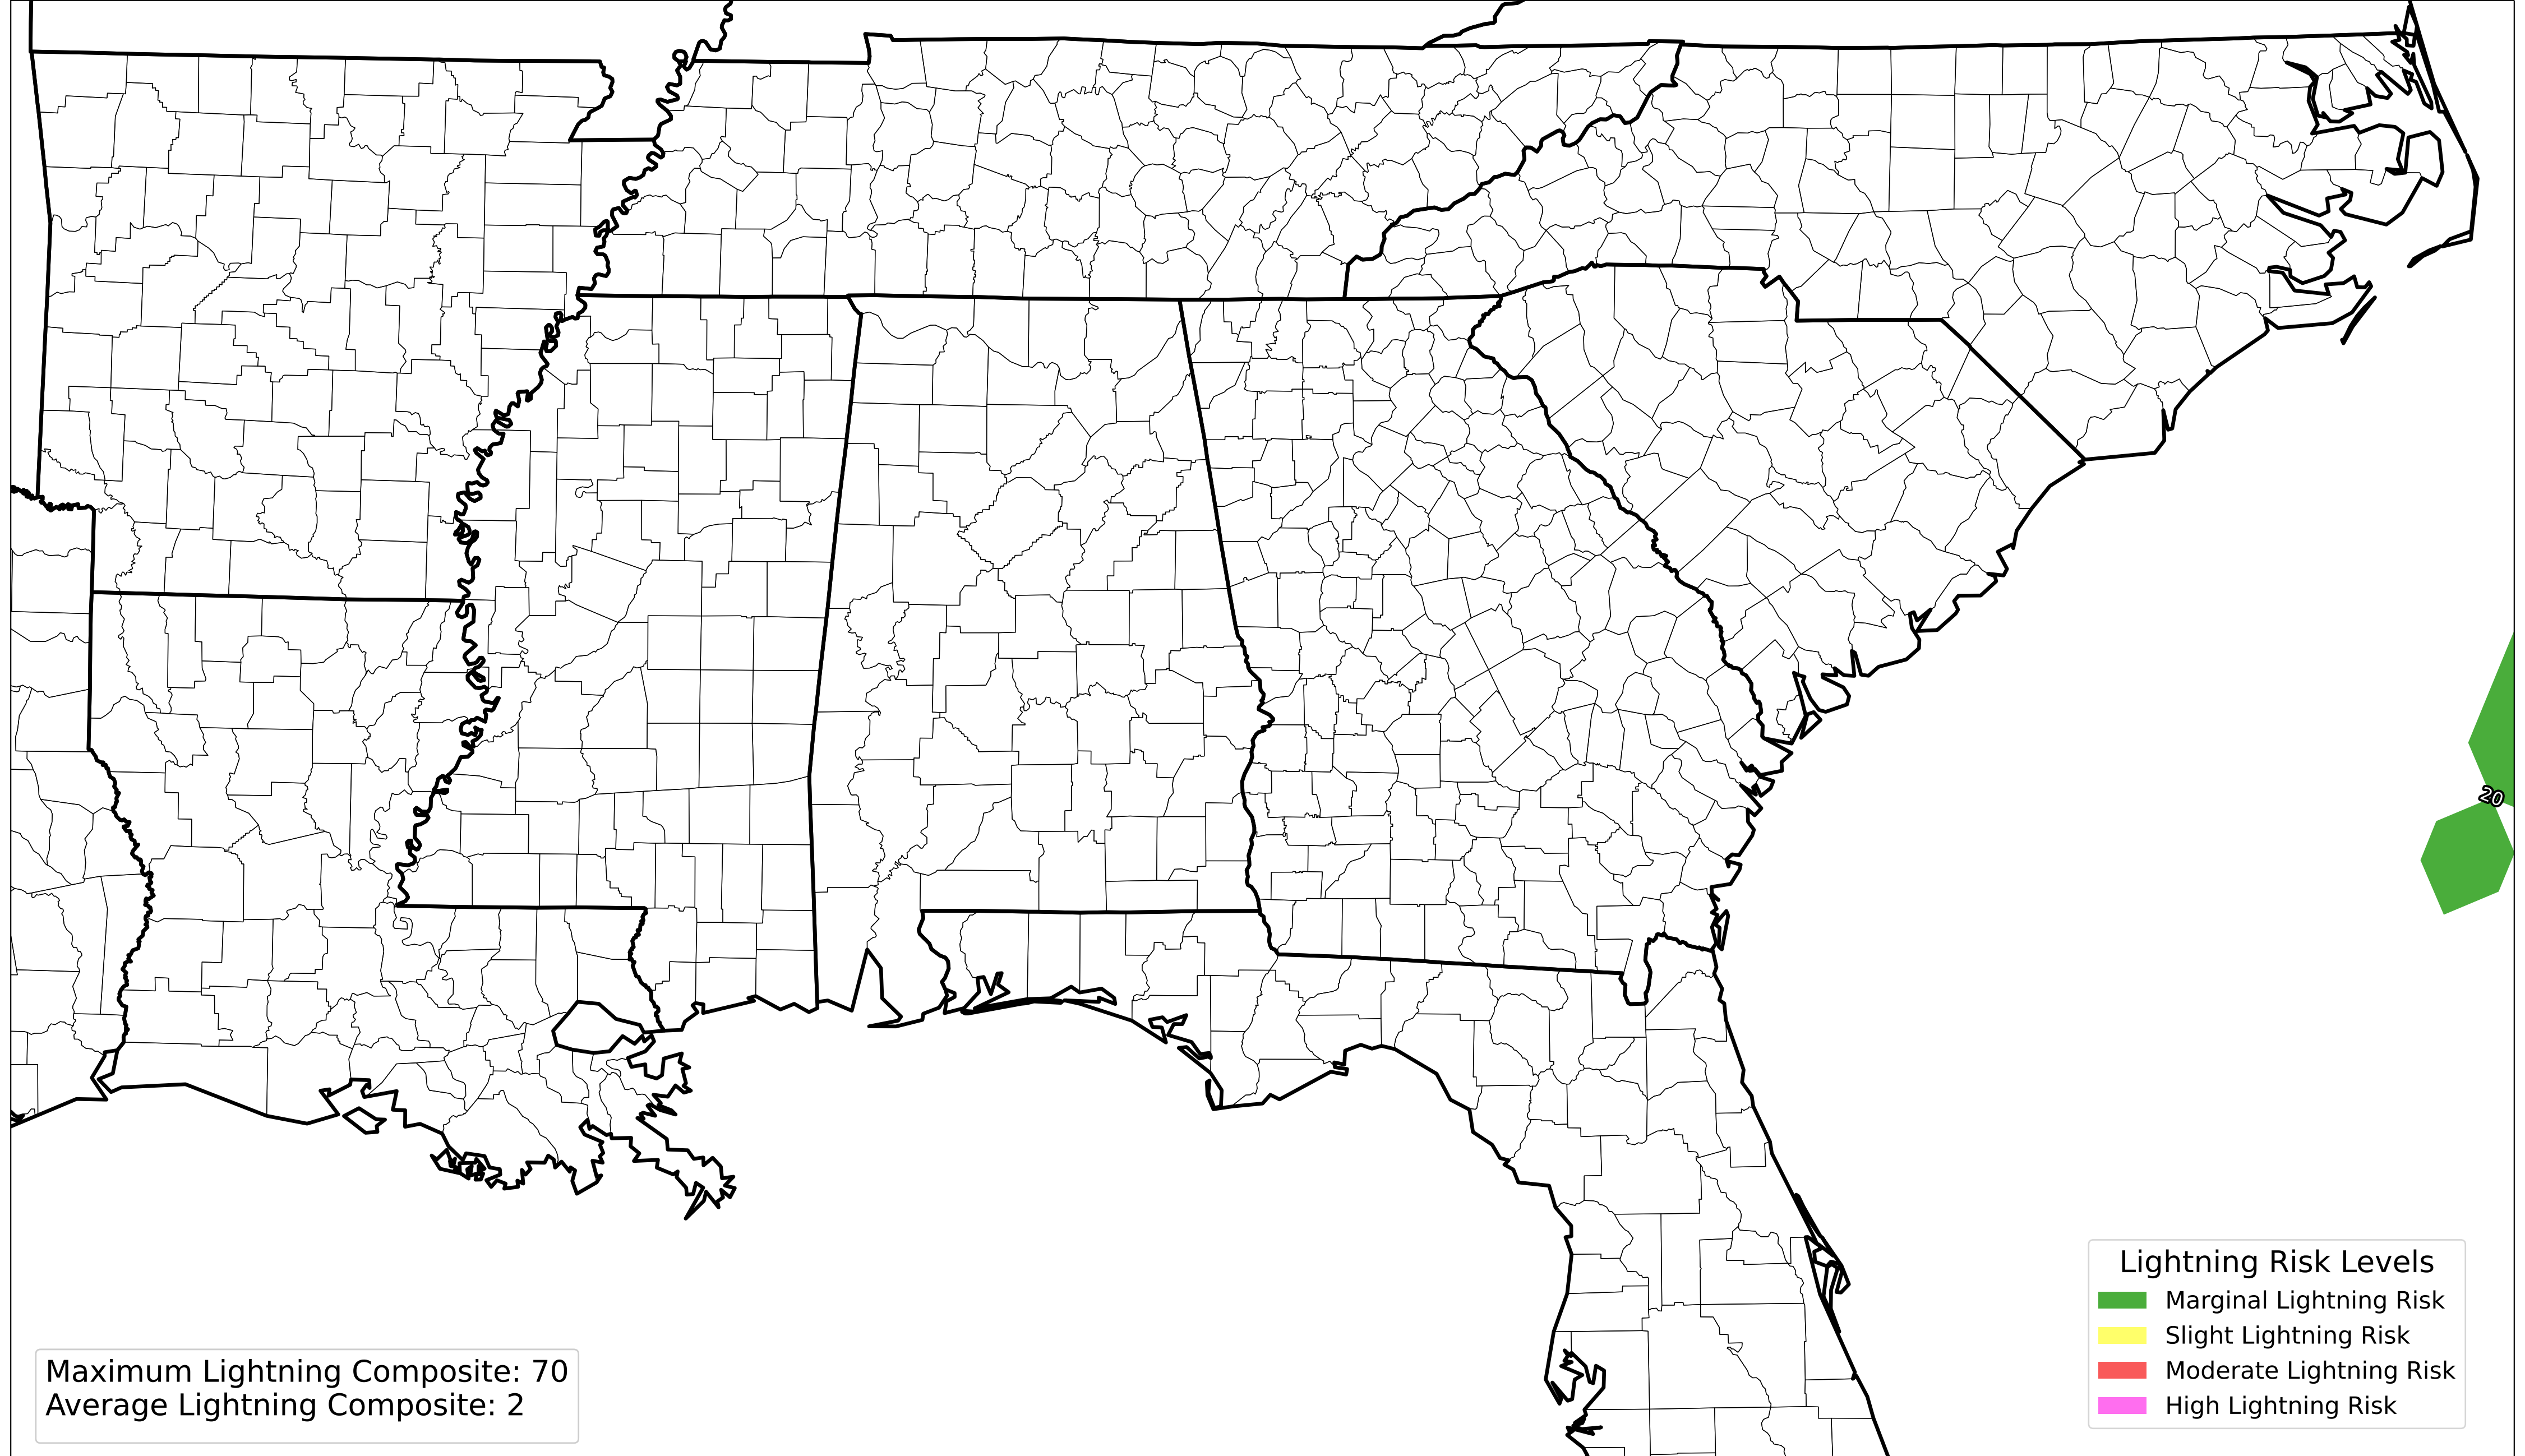 20
Lightning Risk Levels
Marginal Lightning Risk
Slight Lightning Risk
Moderate Lightning Risk
High Lightning Risk
Maximum Lightning Composite: 70
Average Lightning Composite: 2